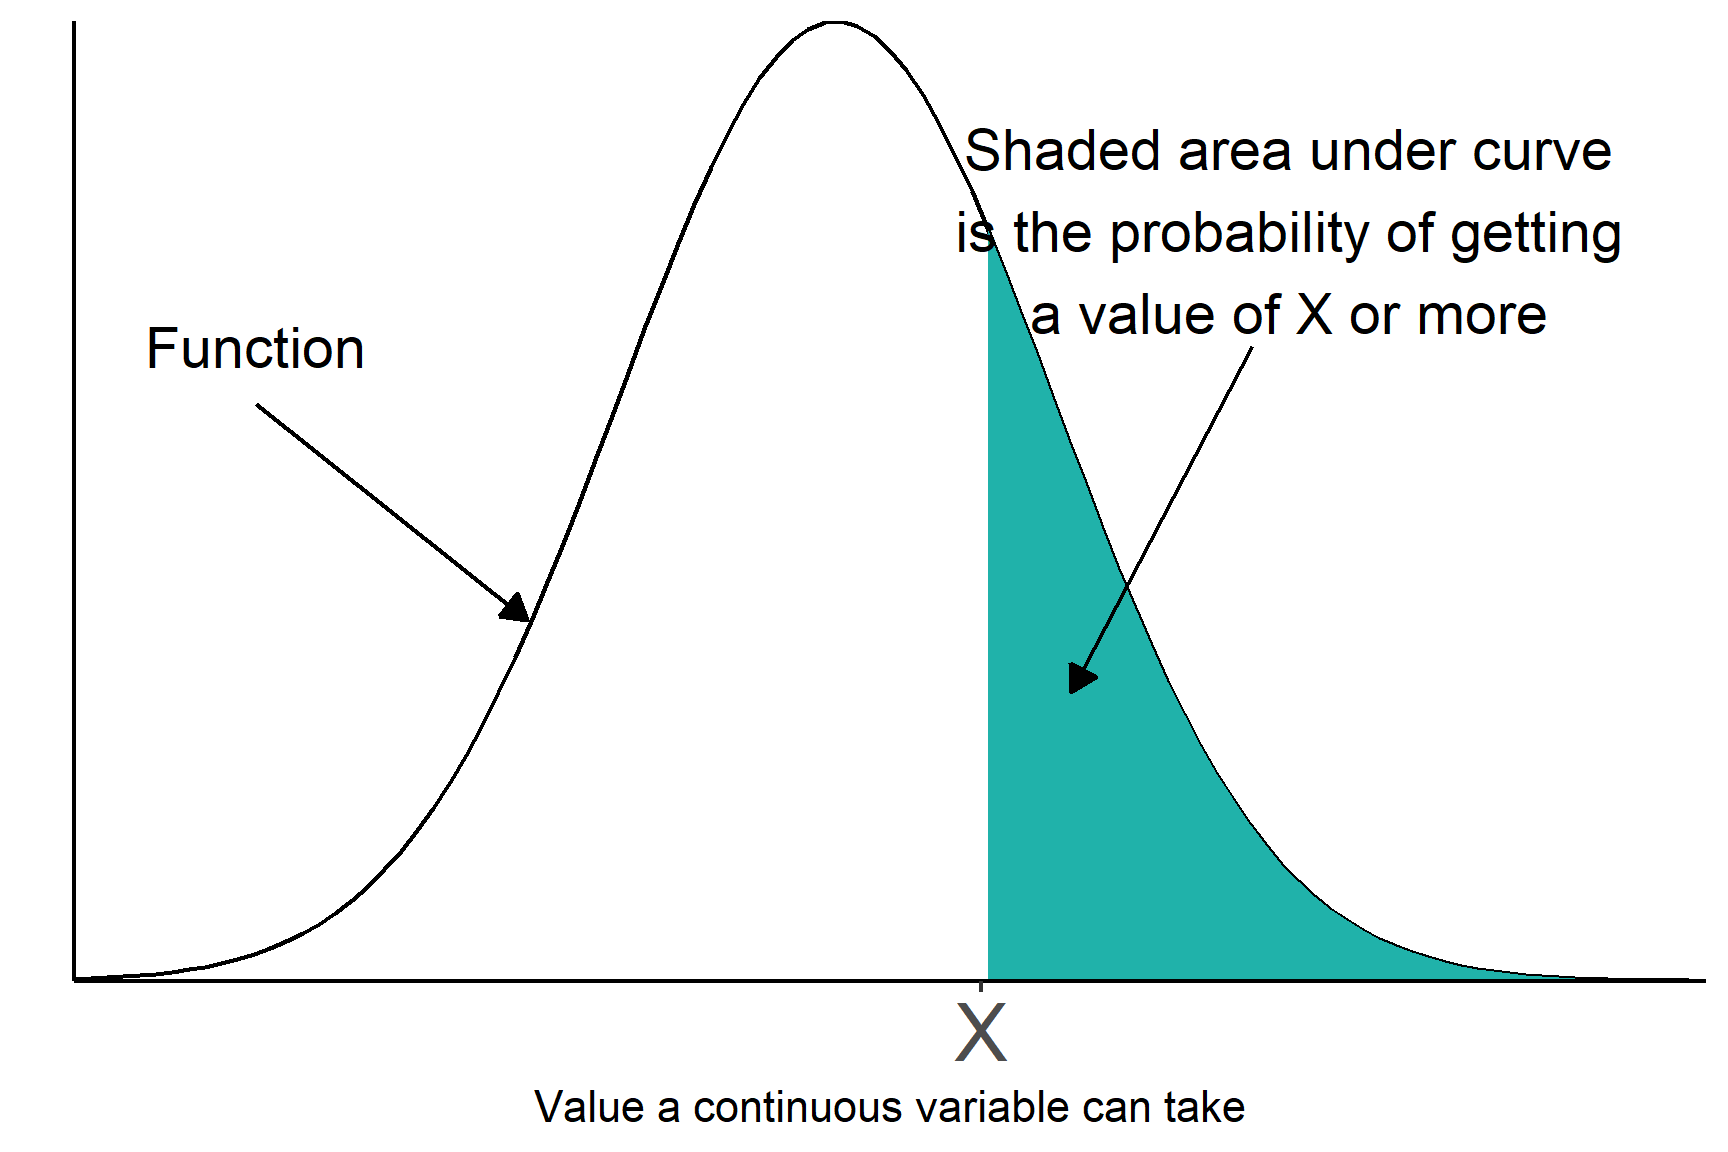 Shaded area under curve
is the probability of getting
a value of X or more
Function
X
Value a continuous variable can take